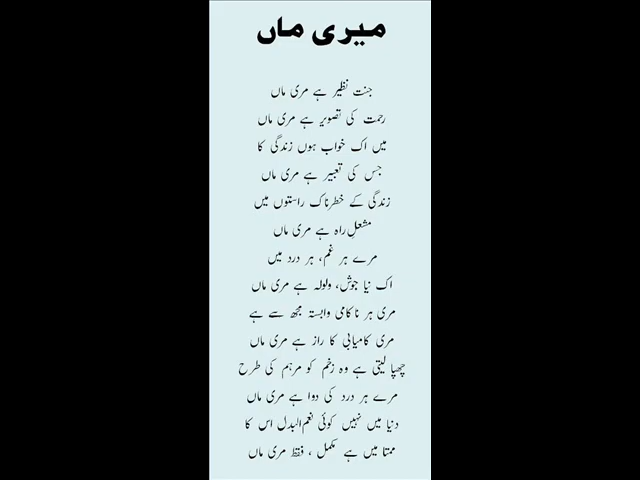 میری ماں
جنت نظیر ہے مری ماں
رحمت کی تصویر ہے مری ماں
میں اک خواب ہوں زندگی کا
جس کی تعبیر ہے مری ماں
زندگی کے خطرناک راستوں میں
مشعلِ راہ ہے مری ماں
مرے ہر غم، ہر درد میں
اک نیا جوش، ولولہ ہے مری ماں
مری ہر ناکامی وابستہ مجھ سے ہے
مری کامیابی کا راز ہے مری ماں
چھپا لیتی ہے وہ زخم کو مرہم کی طرح
مرے ہر درد کی دوا ہے مری ماں
دنیا میں نہیں کوئی نعم البدل اس کا
ممتا میں ہے مکمل ، فقط مری ماں